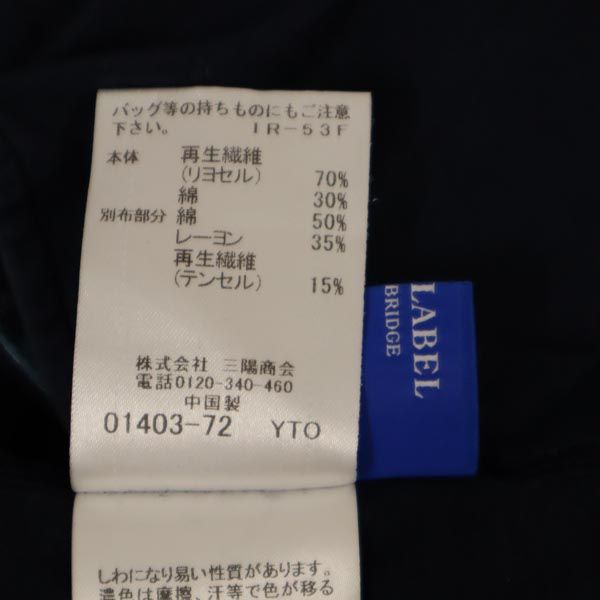 バッグ等の持ちものにもご注意
下さい。 IR-53F
本体 再生繊維
(リヨセル) 70%
綿 30%
別布部分 綿 50%
レーヨン 35%
再生繊維
(テンセル) 15%
株式会社 三陽商会
電話0120-340-460
中国製
01403-72 YTO
LABEL
BRIDGE
しわになり易い性質があります。
濃色は摩擦、汗等で色が移る